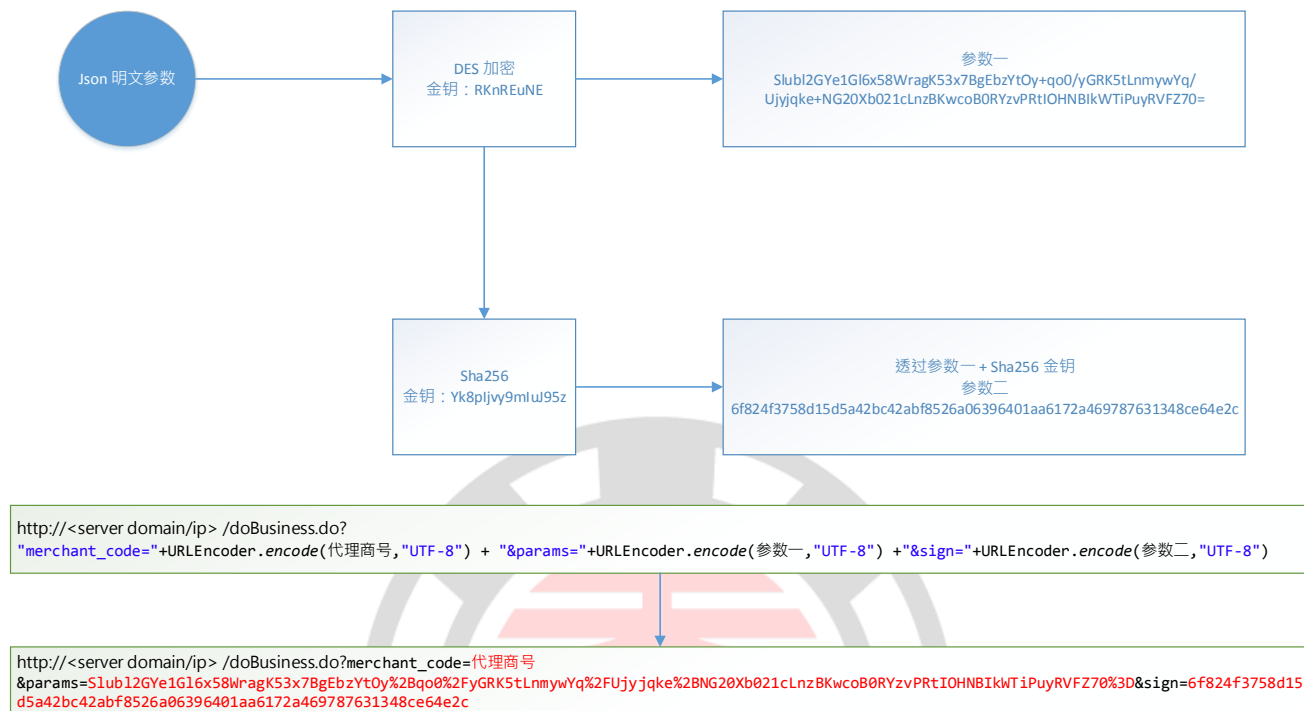 Json 明文参数
DES 加密
金钥：RKnREuNE
参数一
Slubl2GYe1Gl6x58WragK53x7BgEbzYtOy+qo0/yGRK5tLnmywYq/
Ujyjqke+NG20Xb021cLnzBKwcoB0RYzvPRtIOHNBIkWTiPuyRVFZ70=
Sha256
金钥：Yk8pIjvy9mIuJ95z
透过参数一 + Sha256 金钥
参数二
6f824f3758d15d5a42bc42abf8526a06396401aa6172a469787631348ce64e2c
http://<server domain/ip> /doBusiness.do?
"merchant_code="+URLEncoder.encode(代理商号,"UTF-8") + "&params="+URLEncoder.encode(参数一,"UTF-8") +"&sign="+URLEncoder.encode(参数二,"UTF-8")
http://<server domain/ip> /doBusiness.do?merchant_code=代理商号
&params=Slubl2GYe1Gl6x58WragK53x7BgEbzYtOy%2Bqo0%2FyGRK5tLnmywYq%2FUjyjqke%2BNG20Xb021cLnzBKwcoB0RYzvPRtIOHNBIkWTiPuyRVFZ70%3D&sign=6f824f3758d15
d5a42bc42abf8526a06396401aa6172a469787631348ce64e2c